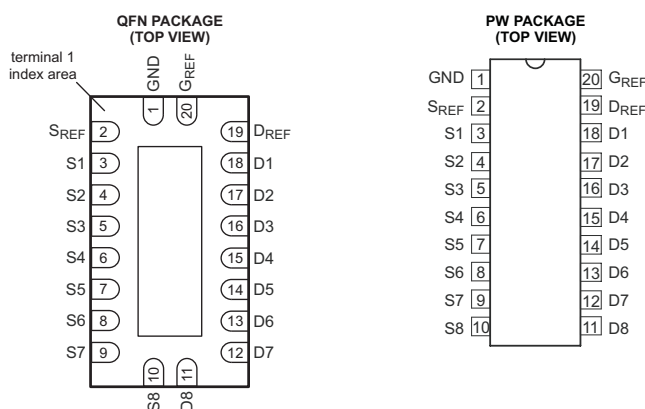 QFN PACKAGE
(TOP VIEW)
terminal 1
index area
GND
GREF
1
20
SREF 2
19 DREF
S1 3
18 D1
S2 4
17 D2
S3 5
16 D3
S4 6
15 D4
S5 7
14 D5
S6 8
13 D6
S7 9
12 D7
10
11
S8
D8
PW PACKAGE
(TOP VIEW)
GND 1
20 GREF
SREF 2
19 DREF
S1 3
18 D1
S2 4
17 D2
S3 5
16 D3
S4 6
15 D4
S5 7
14 D5
S6 8
13 D6
S7 9
12 D7
S8 10
11 D8